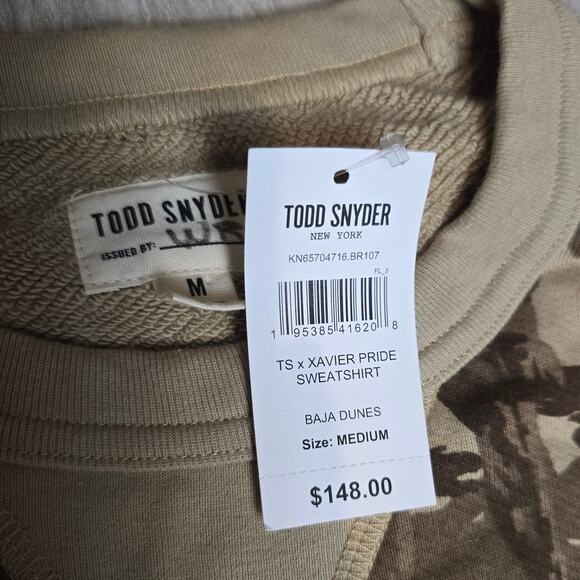 TODD SNYDER
ISSUED BY:
M
TODD SNYDER
NEW YORK
KN65704716.BR107
FL_3
1 95385 41620 8
TS x XAVIER PRIDE
SWEATSHIRT
BAJA DUNES
Size: MEDIUM
$148.00